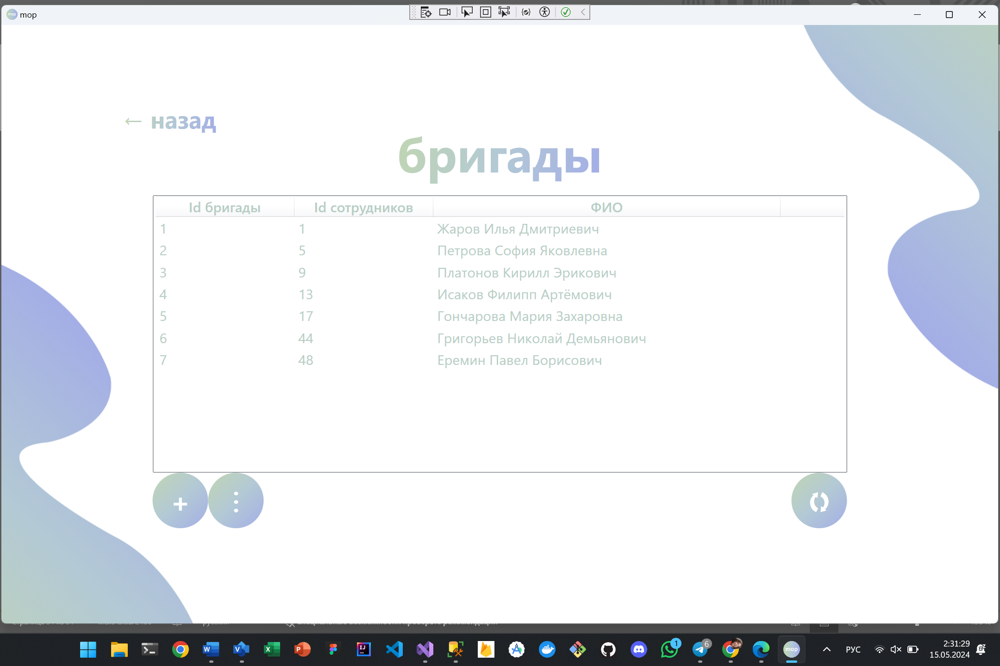 mop mop
← назад
бригады
Id бригады Id сотрудников ФИО
1 1 Жаров Илья Дмитриевич
2 5 Петрова София Яковлевна
3 9 Платонов Кирилл Эрикович
4 13 Исаков Филипп Артёмович
5 17 Гончарова Мария Захаровна
6 44 Григорьев Николай Демьянович
7 48 Еремин Павел Борисович
+
mop
РУС
2:31:29
15.05.2024
1
6